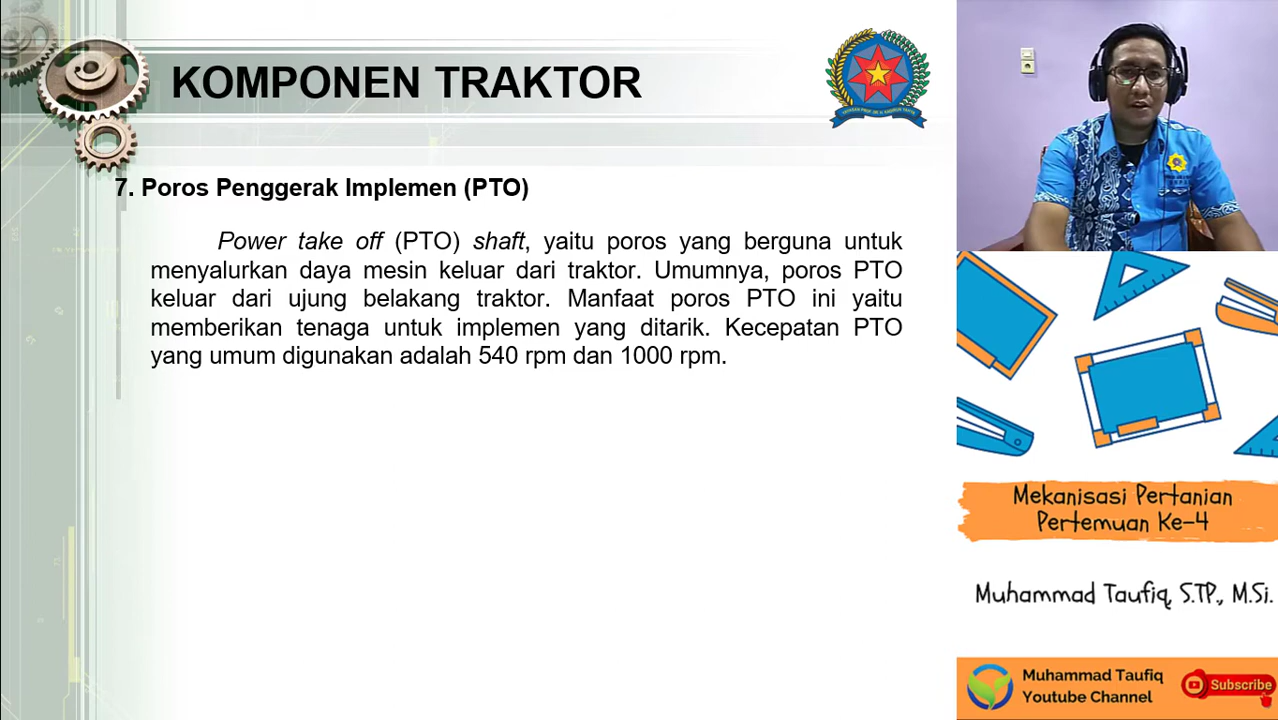 KOMPONEN TRAKTOR
7. Poros Penggerak Implemen (PTO)
Power take off (PTO) shaft, yaitu poros yang berguna untuk
menyalurkan daya mesin keluar dari traktor. Umumnya, poros PTO
keluar dari ujung belakang traktor. Manfaat poros PTO ini yaitu
memberikan tenaga untuk implemen yang ditarik. Kecepatan PTO
yang umum digunakan adalah 540 rpm dan 1000 rpm.
Mekanisasi Pertanian
Pertemuan Ke-4
Muhammad Taufiq, S.TP., M.Si.
Muhammad Taufiq
Youtube Channel
Subscribe